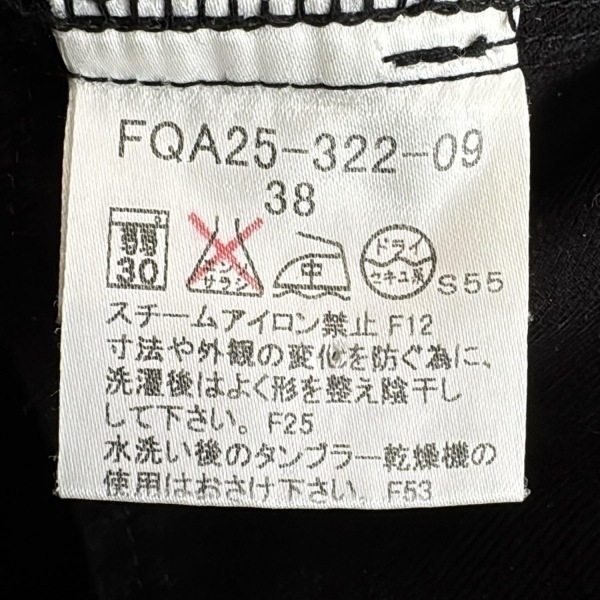 FQA25-322-09
38
弱
30
エンソ
サラシ
中
ドライ
セキユ系
S55
スチームアイロン禁止 F12
寸法や外観の変化を防ぐ為に、
洗濯後はよく形を整え陰干し
して下さい。F25
水洗い後のタンブラー乾燥機の
使用はおさけ下さい。F53